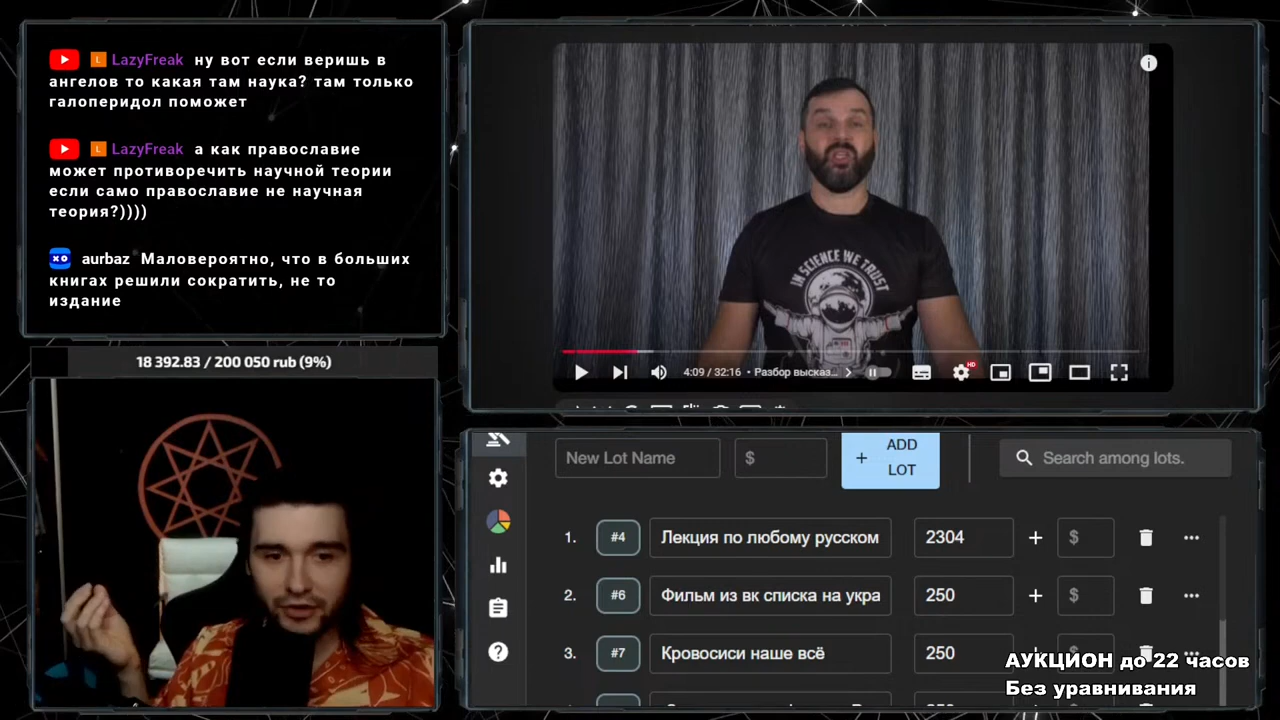 LazyFreak ну вот если веришь в
ангелов то какая там наука? там только
галоперидол поможет
LazyFreak а как православие
может противоречить научной теории
если само православие не научная
теория?))))
aurbaz Маловероятно, что в больших
книгах решили сократить, не то
издание
18 392.83 / 200 050 rub (9%)
IN SCIENCE WE TRUST
4:09 / 32:16 • Разбор высказ...
HD
New Lot Name
$
+ ADD
LOT
Search among lots.
1. #4 Лекция по любому русском 2304 + $
2. #6 Фильм из вк списка на укра 250 + $
3. #7 Кровосиси наше всё 250
АУКЦИОН до 22 часов
Без уравнивания